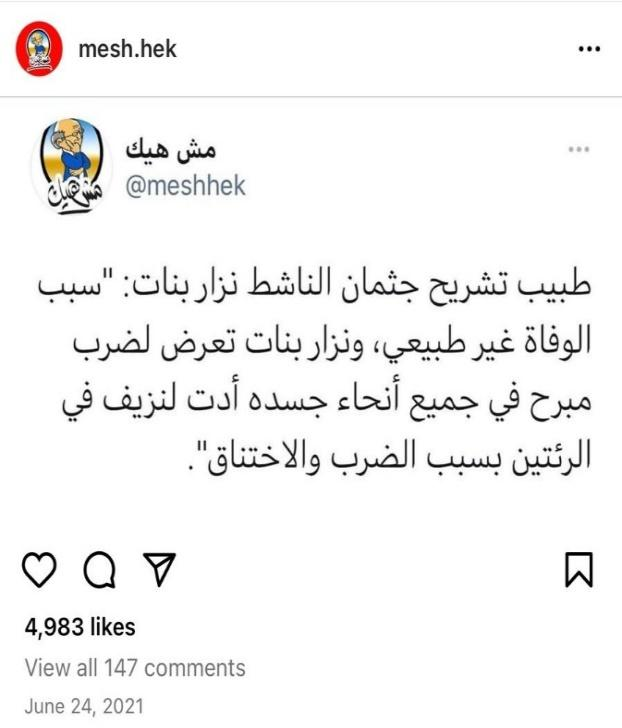 mesh.hek
مش هيك
@meshhek
طبيب تشريح جثمان الناشط نزار بنات: "سبب
الوفاة غير طبيعي، ونزار بنات تعرض لضرب
مبرح في جميع أنحاء جسده أدت لنزيف في
الرئتين بسبب الضرب والاختناق".
4,983 likes
View all 147 comments
June 24, 2021